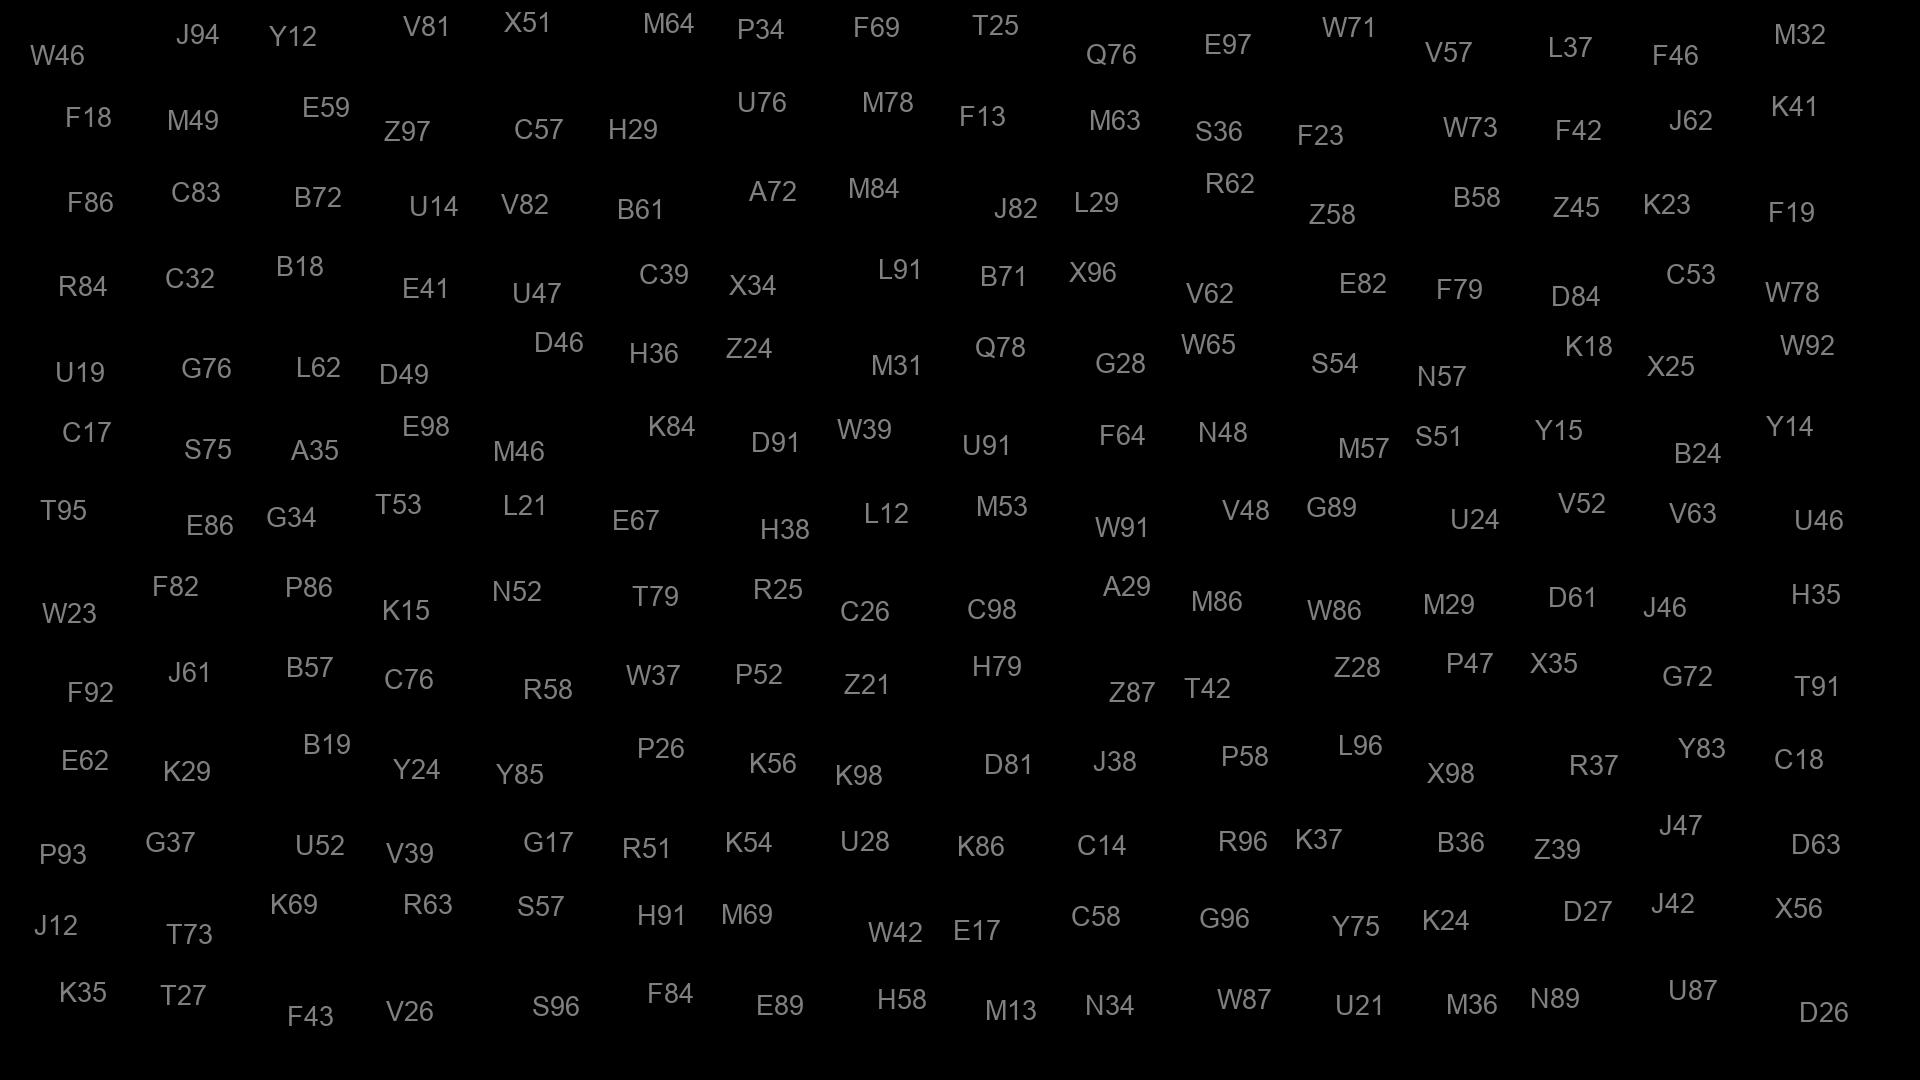 W46 J94 Y12 V81 X51 M64 P34 F69 T25 Q76 E97 W71 V57 L37 F46 M32
F18 M49 E59 Z97 C57 H29 U76 M78 F13 M63 S36 F23 W73 F42 J62 K41
F86 C83 B72 U14 V82 B61 A72 M84 J82 L29 R62 Z58 B58 Z45 K23 F19
R84 C32 B18 E41 U47 C39 X34 L91 B71 X96 V62 E82 F79 D84 C53 W78
U19 G76 L62 D49 D46 H36 Z24 M31 Q78 G28 W65 S54 N57 K18 X25 W92
C17 S75 A35 E98 M46 K84 D91 W39 U91 F64 N48 M57 S51 Y15 B24 Y14
T95 E86 G34 T53 L21 E67 H38 L12 M53 W91 V48 G89 U24 V52 V63 U46
W23 F82 P86 K15 N52 T79 R25 C26 C98 A29 M86 W86 M29 D61 J46 H35
F92 J61 B57 C76 R58 W37 P52 Z21 H79 Z87 T42 Z28 P47 X35 G72 T91
E62 K29 B19 Y24 Y85 P26 K56 K98 D81 J38 P58 L96 X98 R37 Y83 C18
P93 G37 U52 V39 G17 R51 K54 U28 K86 C14 R96 K37 B36 Z39 J47 D63
J12 T73 K69 R63 S57 H91 M69 W42 E17 C58 G96 Y75 K24 D27 J42 X56
K35 T27 F43 V26 S96 F84 E89 H58 M13 N34 W87 U21 M36 N89 U87 D26